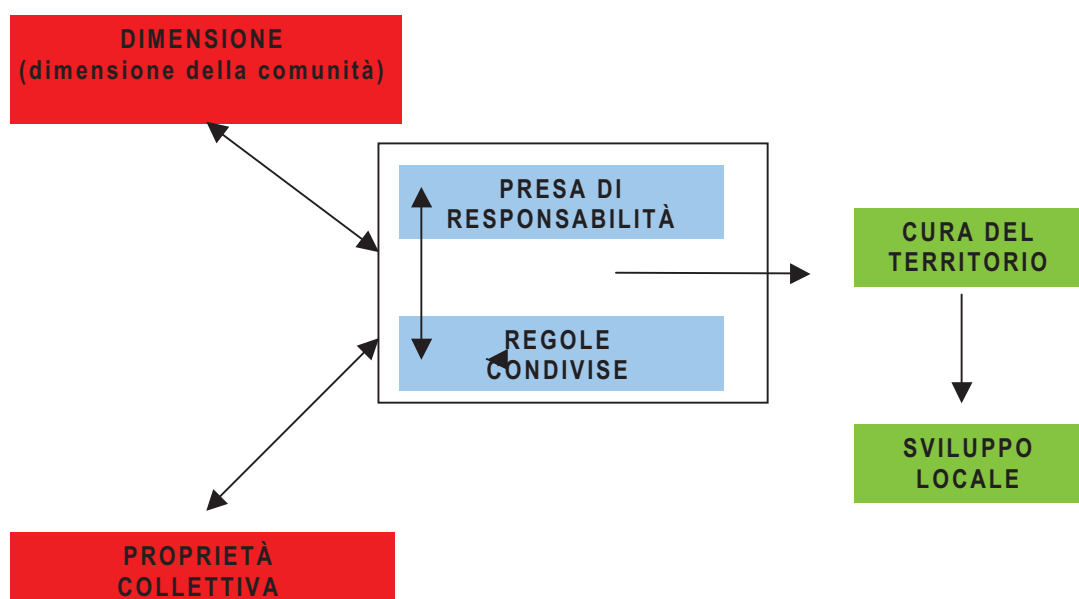 DIMENSIONE
(dimensione della comunità)
PRESA DI
RESPONSABILITÀ
REGOLE
CONDIVISE
CURA DEL
TERRITORIO
SVILUPPO
LOCALE
PROPRIETÀ
COLLETTIVA